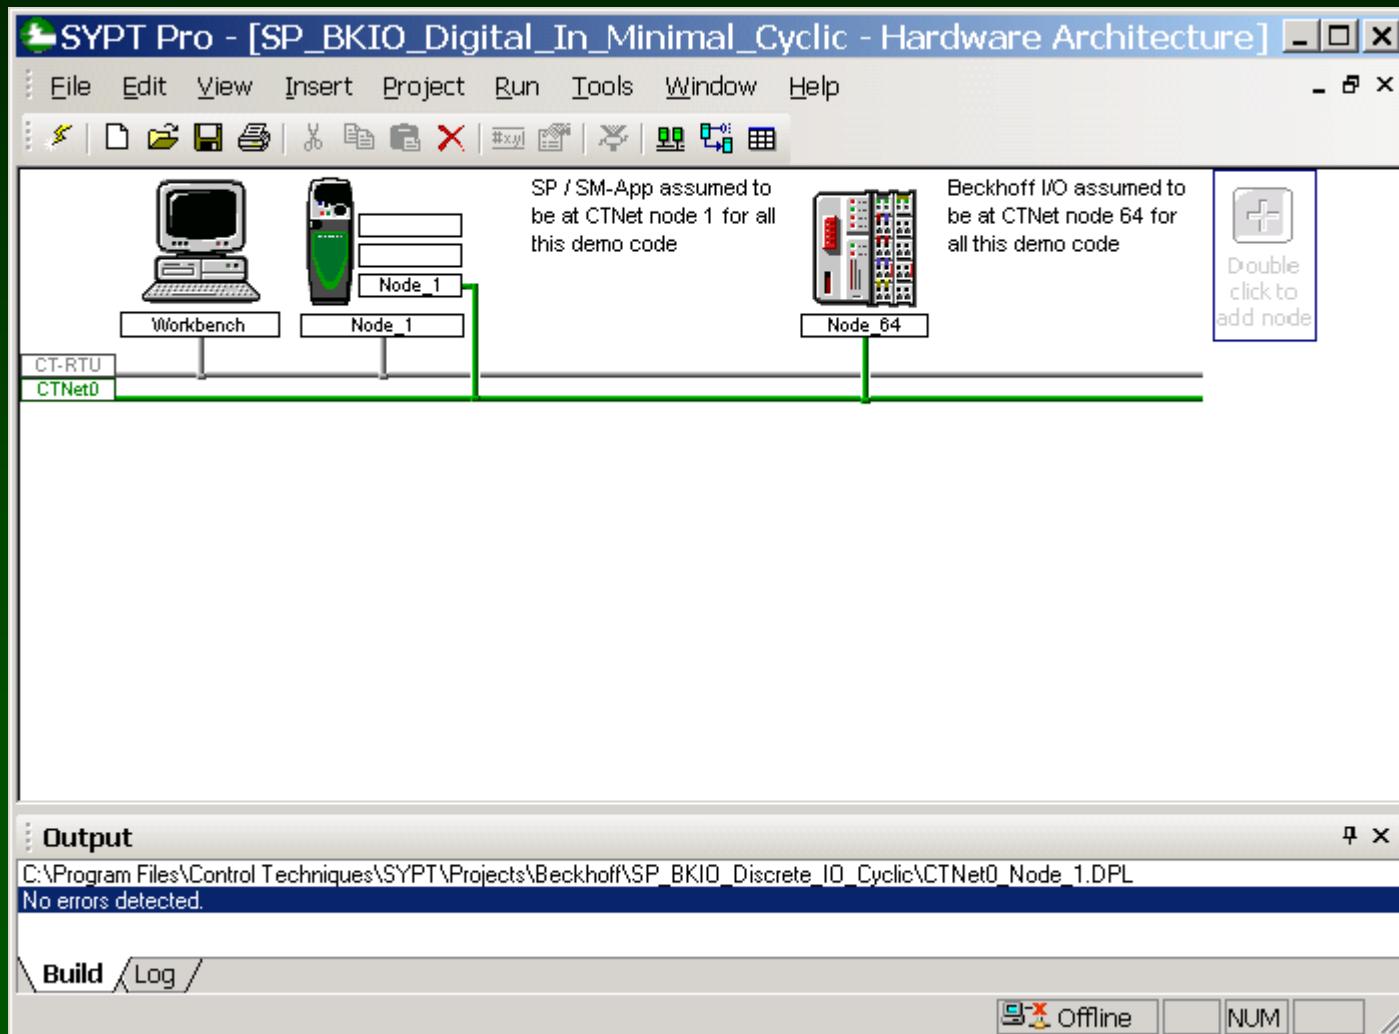 SYPT Pro - [SP_BKIO_Digital_In_Minimal_Cyclic - Hardware Architecture]
File Edit View Insert Project Run Tools Window Help
#xy/
SP / SM-App assumed to
be at CTNet node 1 for all
this demo code
Beckhoff I/O assumed to
be at CTNet node 64 for
all this demo code
Double
click to
add node
Node_1
Workbench
Node_1
Node_64
CT-RTU
CTNet0
Output
C:\Program Files\Control Techniques\SYPT\Projects\Beckhoff\SP_BKIO_Discrete_IO_Cyclic\CTNet0_Node_1.DPL
No errors detected.
Build Log
Offline NUM